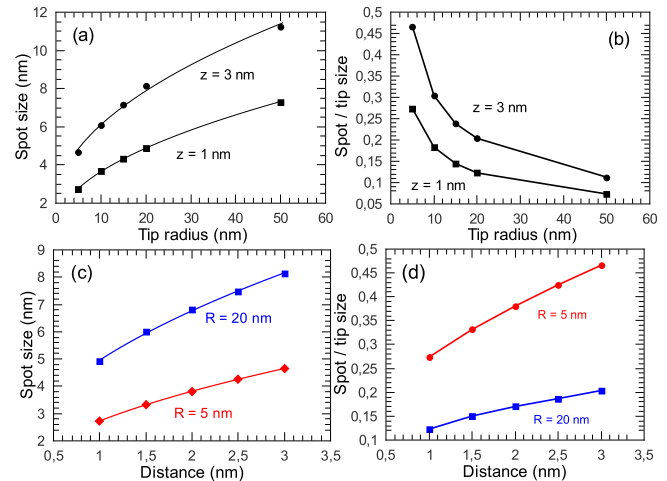 12
10
8
6
4
2
0
0 10 20 30 40 50 60
Spot size (nm)
Tip radius (nm)
(a)
z = 3 nm
z = 1 nm
0,5
0,45
0,4
0,35
0,3
0,25
0,2
0,15
0,1
0,05
0 10 20 30 40 50 60
Spot / tip size
Tip radius (nm)
(b)
z = 3 nm
z = 1 nm
9
8
7
6
5
4
3
2
0,5 1 1,5 2 2,5 3 3,5
Spot size (nm)
Distance (nm)
(c)
R = 20 nm
R = 5 nm
0,5
0,45
0,4
0,35
0,3
0,25
0,2
0,15
0,1
0,5 1 1,5 2 2,5 3 3,5
Spot / tip size
Distance (nm)
(d)
R = 5 nm
R = 20 nm